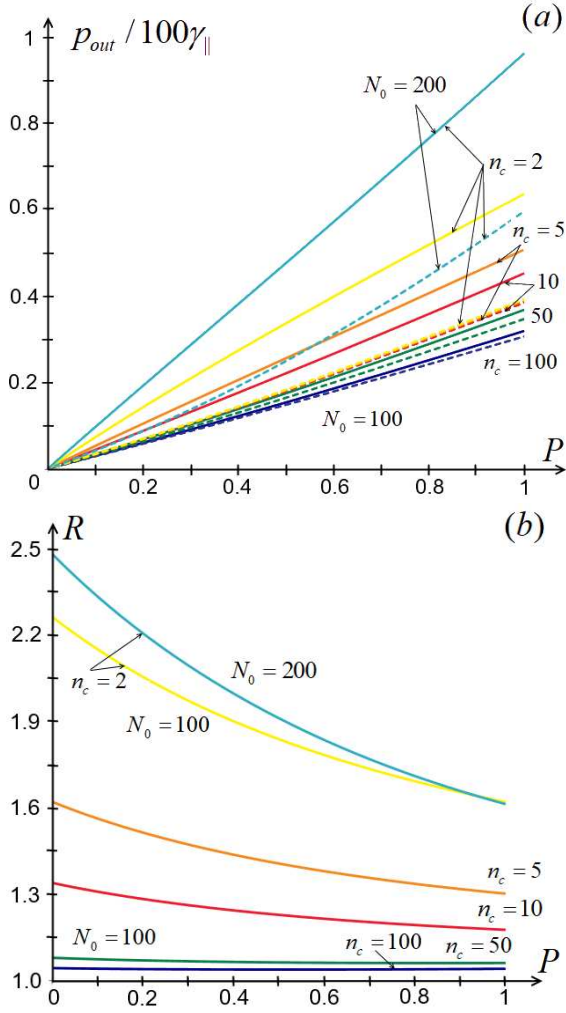 (a)
p_out / 100γ_∥
1
N_0 = 200
0.8
n_c = 2
0.6
n_c = 5
0.4
10
50
n_c = 100
0.2
N_0 = 100
0
0.2 0.4 0.6 0.8 1 P
(b)
R
2.5
2.2
n_c = 2
N_0 = 200
1.9
N_0 = 100
1.6
1.3
n_c = 5
n_c = 10
N_0 = 100
n_c = 100
n_c = 50
1.0
P
0 0.2 0.4 0.6 0.8 1